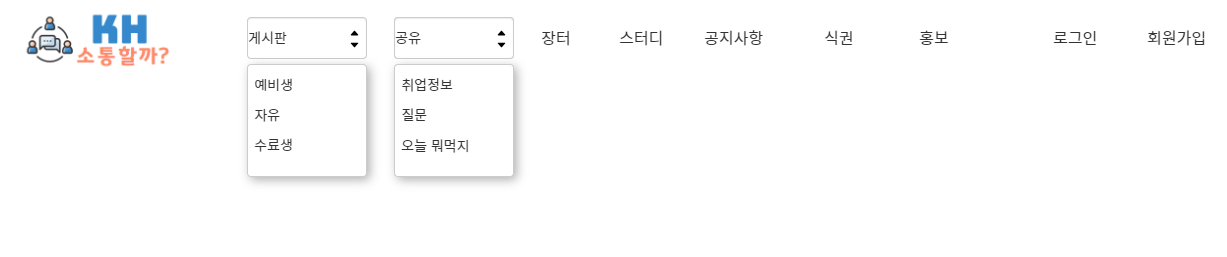 KH
소통할까?
게시판
공유
장터
스터디
공지사항
식권
홍보
로그인
회원가입
예비생
자유
수료생
취업정보
질문
오늘 뭐먹지